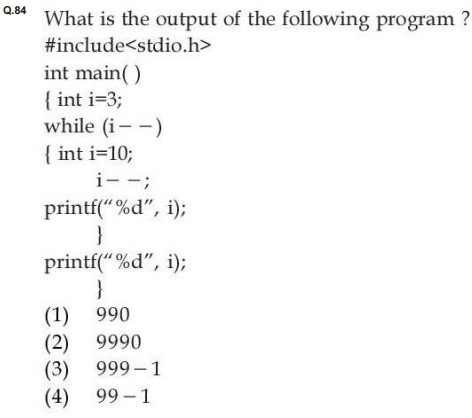 Q.84 What is the output of the following program ?
#include<stdio.h>
int main( )
{ int i=3;
while (i− −)
{ int i=10;
i− −;
printf(“%d”, i);
}
printf(“%d”, i);
}
(1) 990
(2) 9990
(3) 999 – 1
(4) 99 – 1